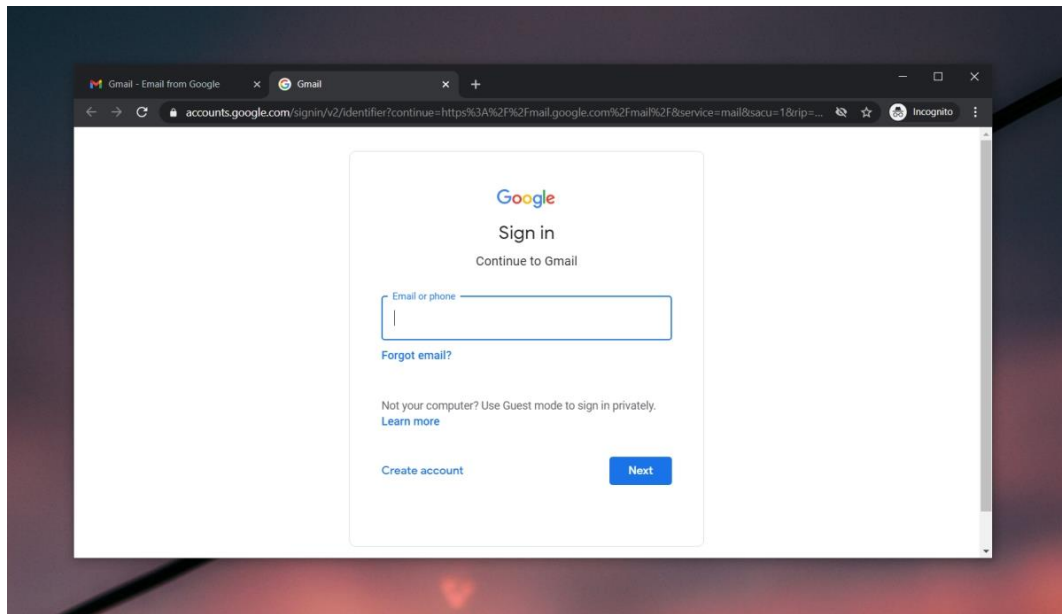 Gmail - Email from Google
Gmail
accounts.google.com/signin/v2/identifier?continue=https%3A%2F%2Fmail.google.com%2Fmail%2F&service=mail&sacu=1&rip=...
Incognito
Google
Sign in
Continue to Gmail
Email or phone
Forgot email?
Not your computer? Use Guest mode to sign in privately.
Learn more
Create account
Next